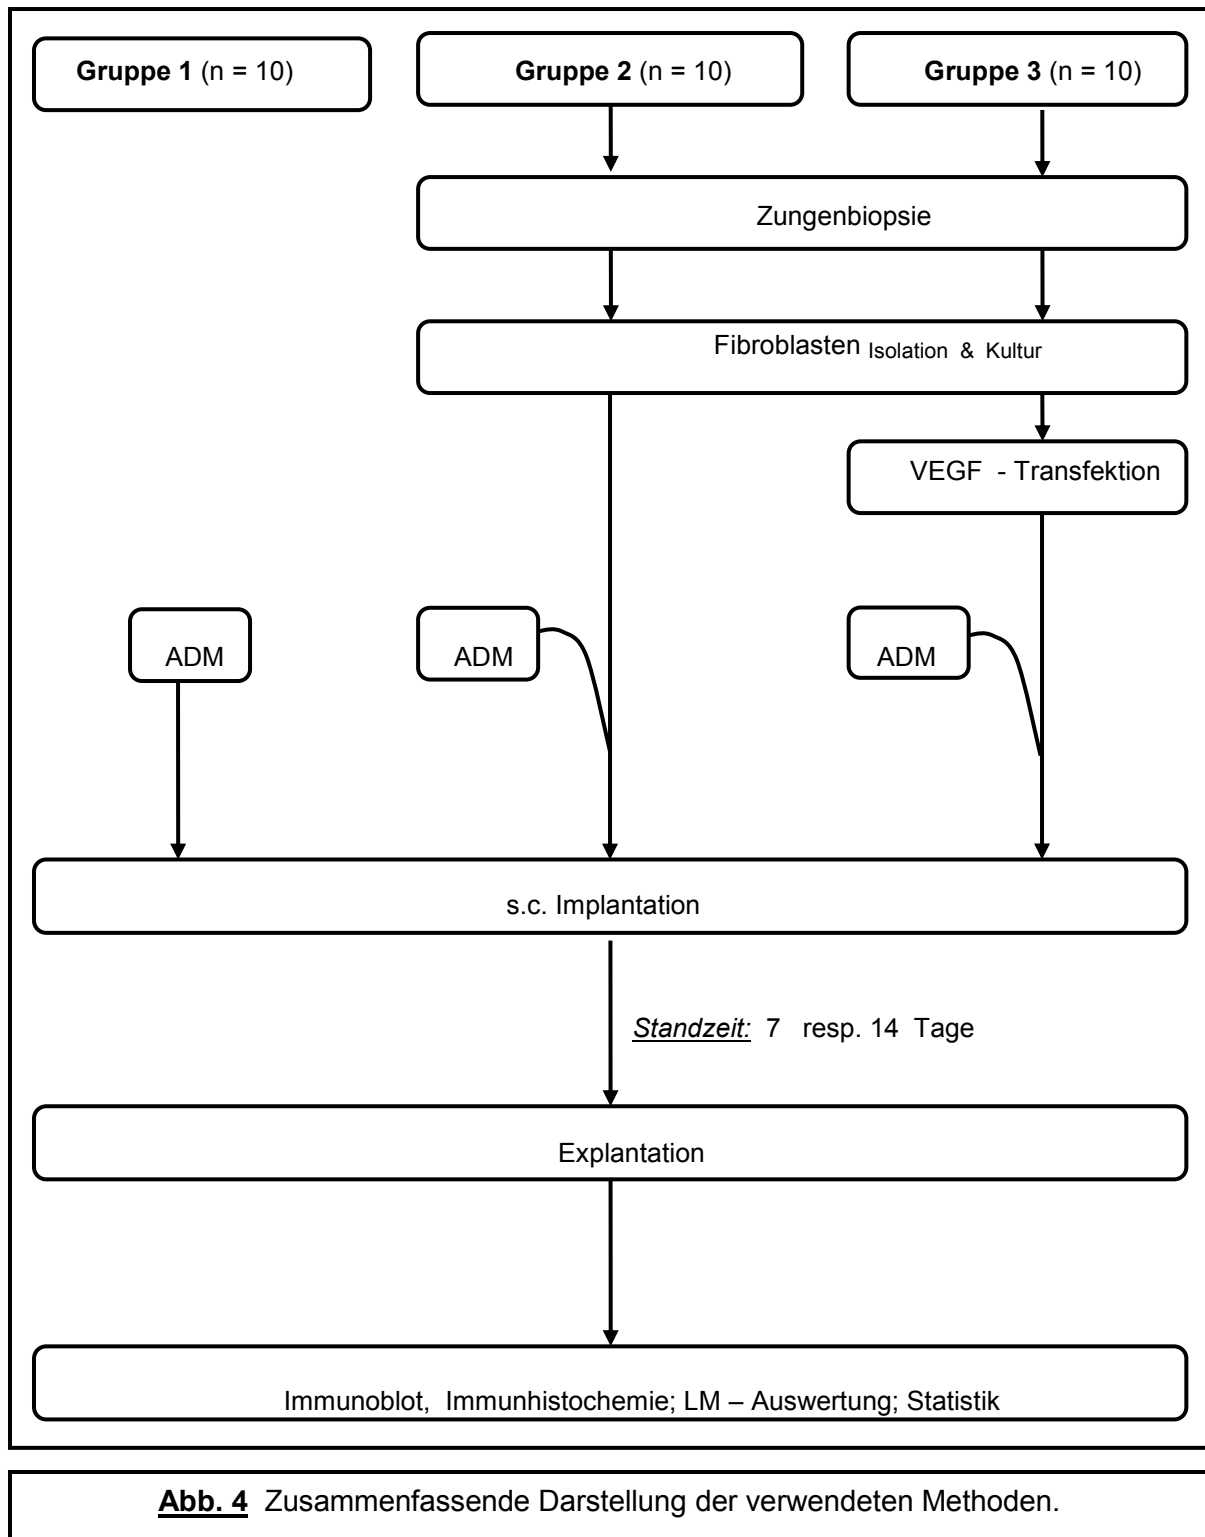 Gruppe 1 (n = 10)
Gruppe 2 (n = 10)
Gruppe 3 (n = 10)
Zungenbiopsie
Fibroblasten Isolation & Kultur
VEGF - Transfektion
ADM
ADM
ADM
s.c. Implantation
Standzeit: 7 resp. 14 Tage
Explantation
Immunoblot, Immunhistochemie; LM – Auswertung; Statistik
Abb. 4 Zusammenfassende Darstellung der verwendeten Methoden.